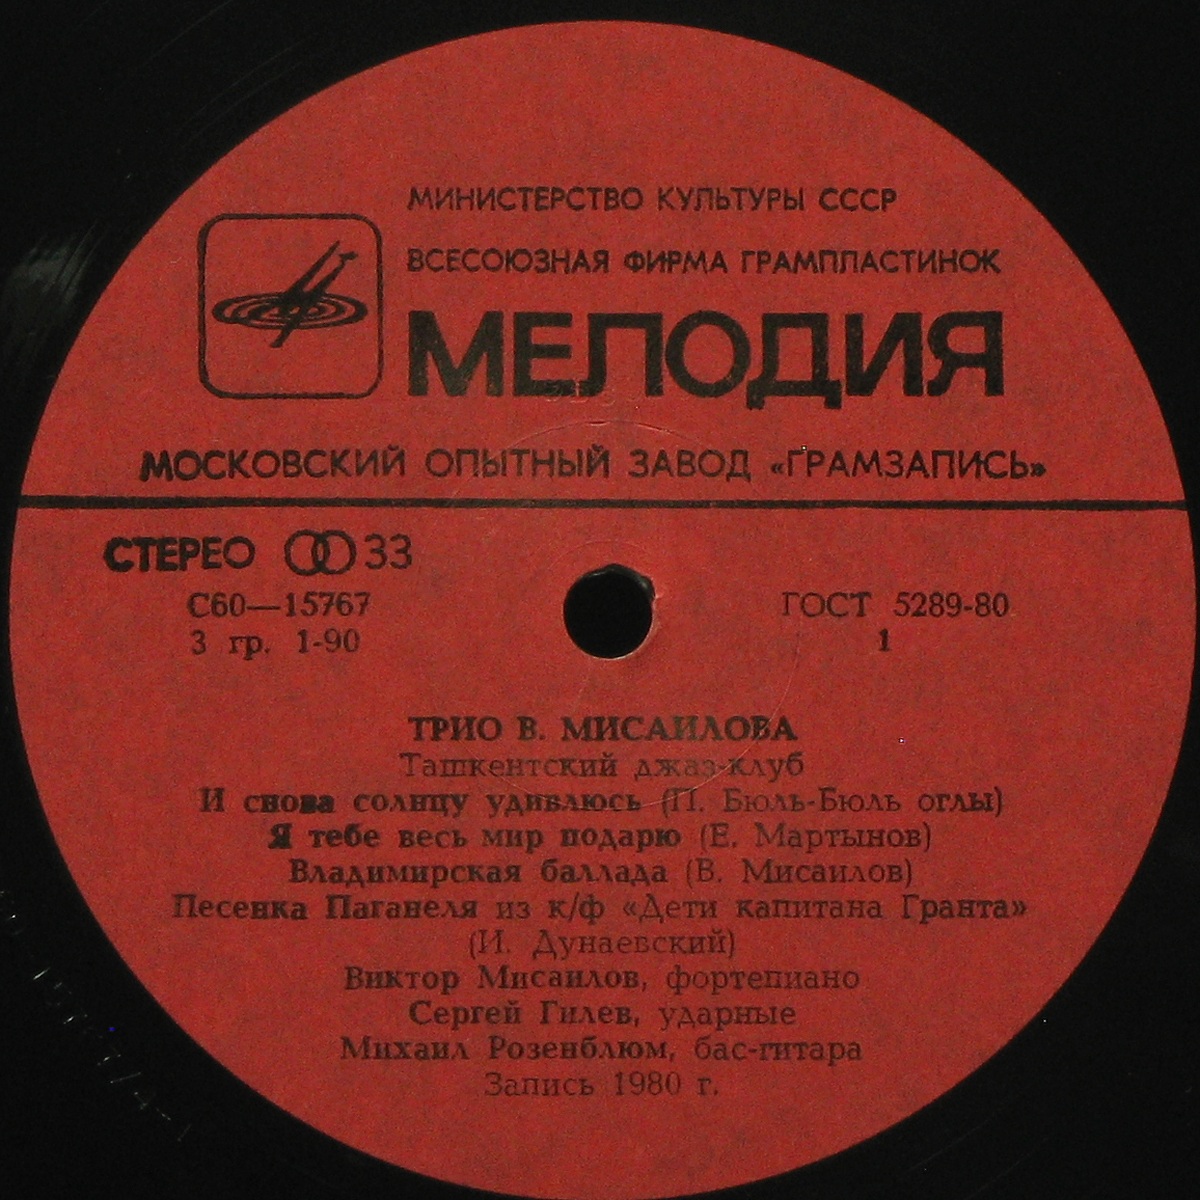 МИНИСТЕРСТВО КУЛЬТУРЫ СССР
ВСЕСОЮЗНАЯ ФИРМА ГРАМПЛАСТИНОК
МЕЛОДИЯ
МОСКОВСКИЙ ОПЫТНЫЙ ЗАВОД «ГРАМЗАПИСЬ»
СТЕРЕО 33
С60—15767
3 гр. 1-90
ГОСТ 5289-80
1
ТРИО В. МИСАИЛОВА
Ташкентский джаз-клуб
И снова солнцу удивлюсь (П. Бюль-Бюль оглы)
Я тебе весь мир подарю (Е. Мартынов)
Владимирская баллада (В. Мисаилов)
Песенка Паганеля из к/ф «Дети капитана Гранта»
(И. Дунаевский)
Виктор Мисаилов, фортепиано
Сергей Гилев, ударные
Михаил Розенблюм, бас-гитара
Запись 1980 г.